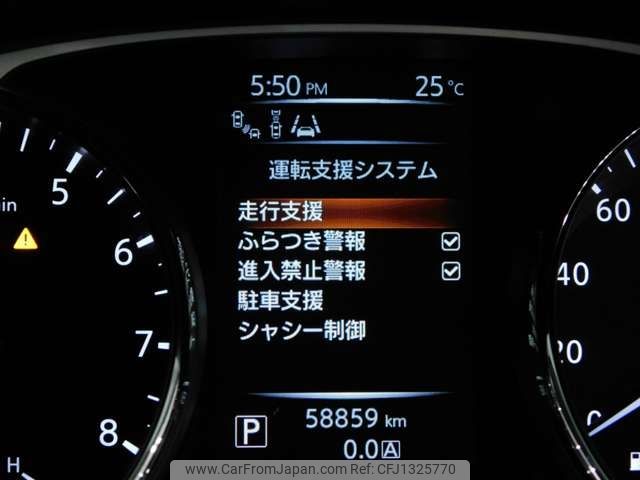 5:50 PM 25 °C
運転支援システム
走行支援
ふらつき警報
進入禁止警報
駐車支援
シャシー制御
P 58859 km
0.0 A
5
6
7
8
H
in
60
40
20
0
www.CarFromJapan.com - CFJ1325770